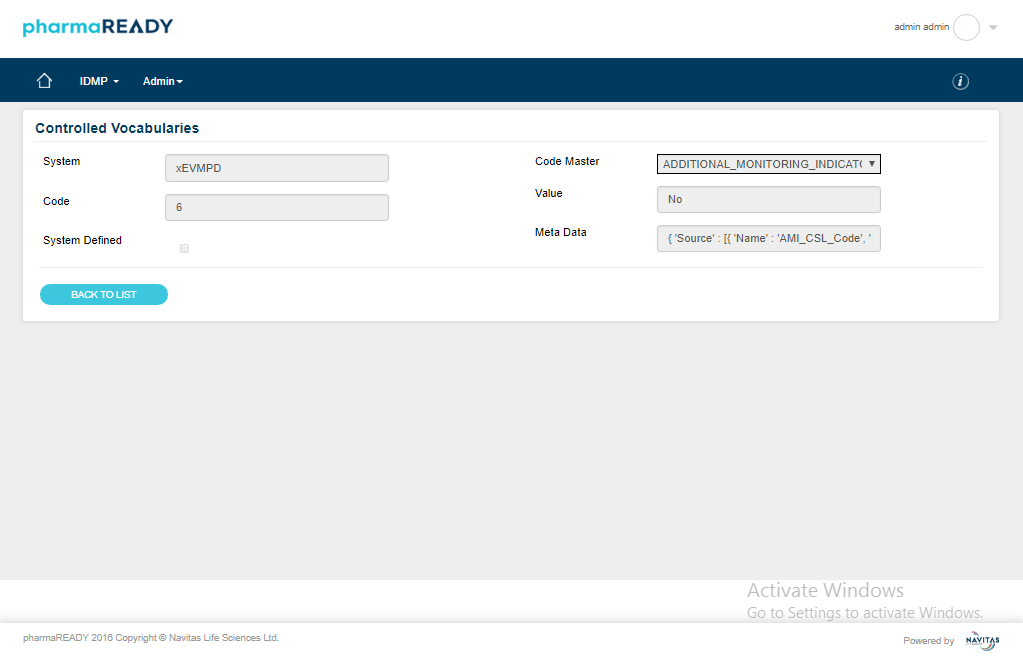 pharmaREADY
admin admin
IDMP
Admin
i
Controlled Vocabularies
System
xEVMPD
Code Master
ADDITIONAL_MONITORING_INDICATO
Code
6
Value
No
System Defined
Meta Data
{ 'Source' : [{ 'Name' : 'AMI_CSL_Code', '
BACK TO LIST
Activate Windows
Go to Settings to activate Windows.
pharmaREADY 2016 Copyright © Navitas Life Sciences Ltd.
Powered by
NAVITAS